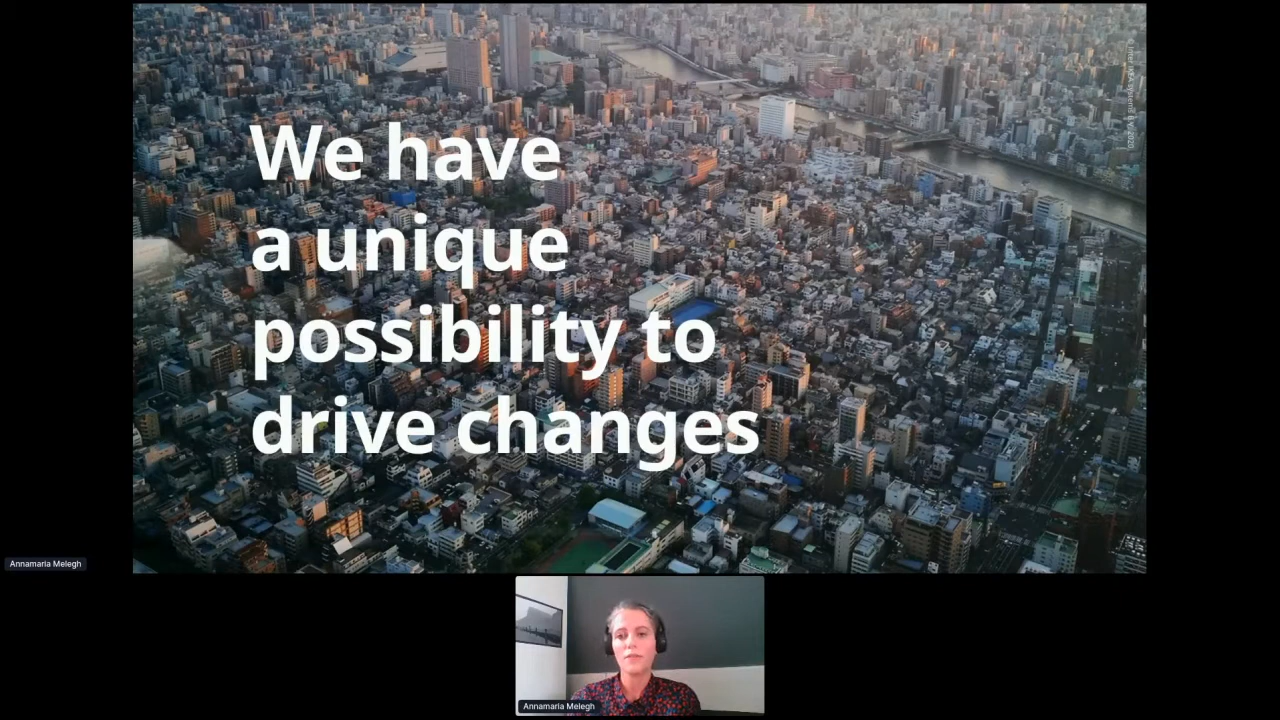 We have
a unique
possibility to
drive changes
Annamaria Melegh
Annamaria Melegh